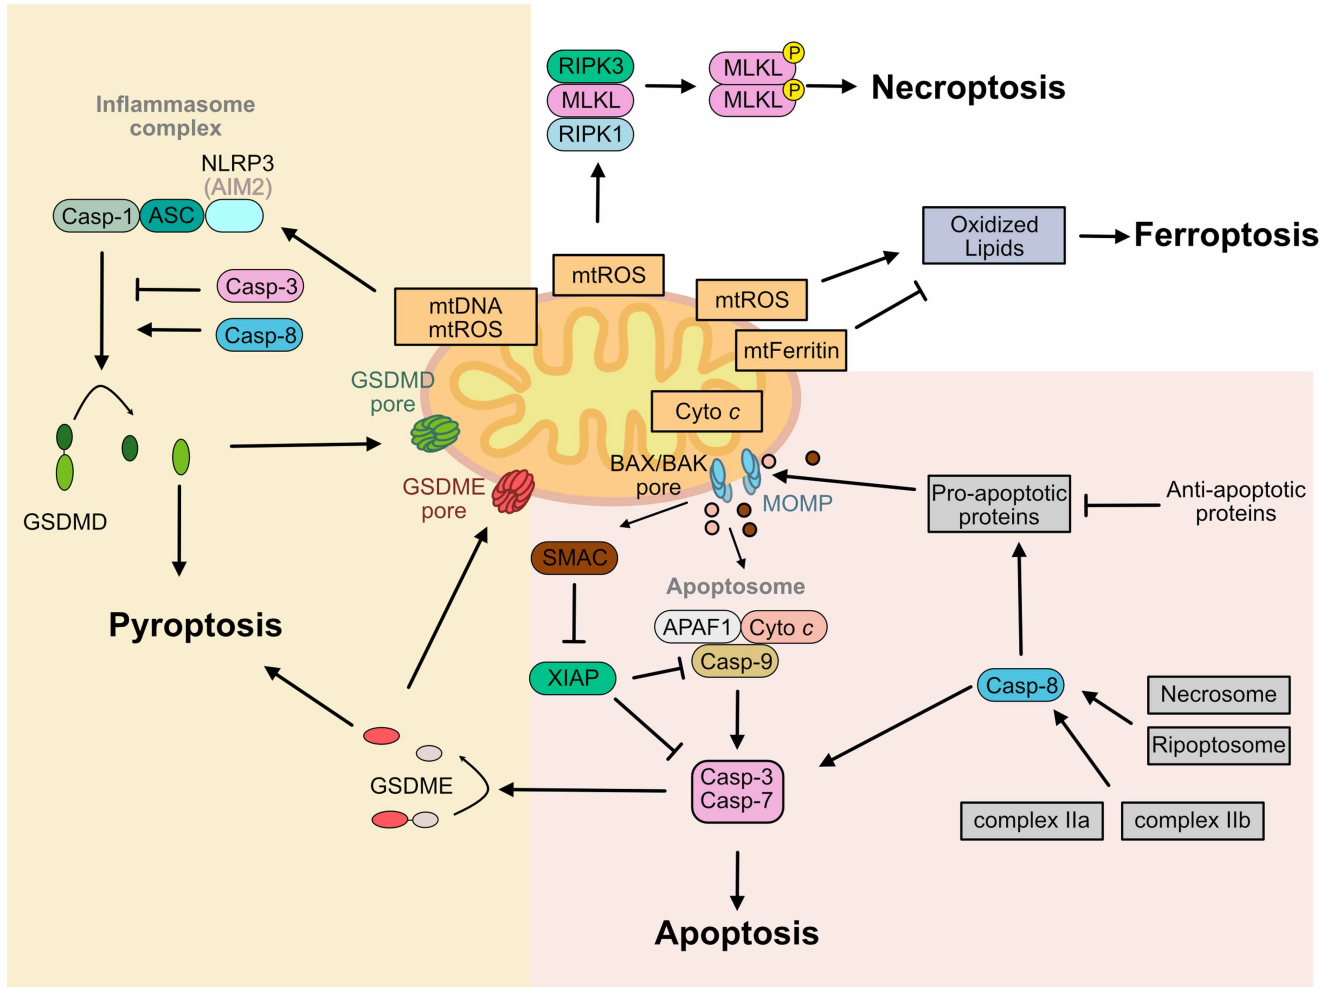 RIPK3
MLKL
RIPK1
MLKL
P
MLKL
P
Necroptosis
Inflammasome
complex
NLRP3
(AIM2)
Casp-1
ASC
Casp-3
Casp-8
mtDNA
mtROS
mtROS
mtROS
mtFerritin
Oxidized
Lipids
Ferroptosis
Cyto c
GSDMD
pore
GSDMD
GSDME
pore
BAX/BAK
pore
MOMP
Pro-apoptotic
proteins
Anti-apoptotic
proteins
SMAC
Apoptosome
APAF1
Cyto c
Casp-9
XIAP
Pyroptosis
Casp-8
Necrosome
Ripoptosome
complex IIa
complex IIb
Casp-3
Casp-7
GSDME
Apoptosis